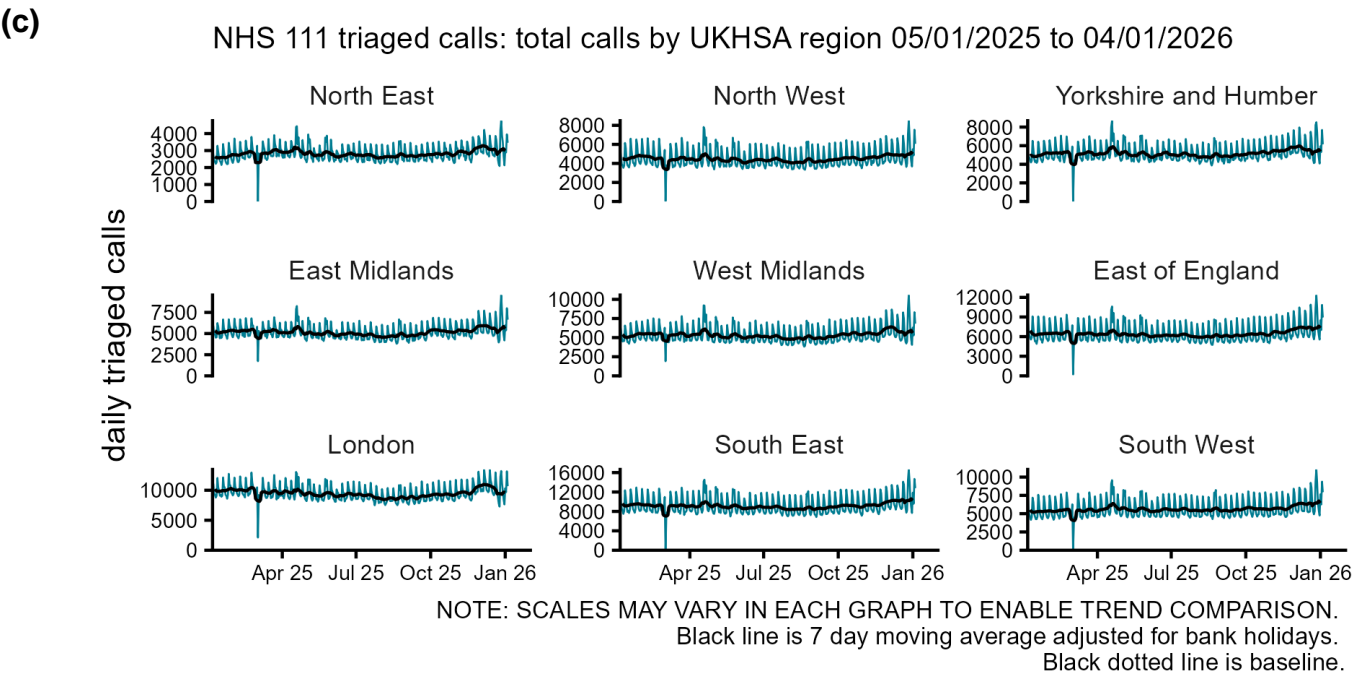 (c)
NHS 111 triaged calls: total calls by UKHSA region 05/01/2025 to 04/01/2026
daily triaged calls
North East
4000
3000
2000
1000
0
North West
8000
6000
4000
2000
0
Yorkshire and Humber
8000
6000
4000
2000
0
East Midlands
7500
5000
2500
0
West Midlands
10000
7500
5000
2500
0
East of England
12000
9000
6000
3000
0
London
10000
5000
0
Apr 25 Jul 25 Oct 25 Jan 26
South East
16000
12000
8000
4000
0
Apr 25 Jul 25 Oct 25 Jan 26
South West
10000
7500
5000
2500
0
Apr 25 Jul 25 Oct 25 Jan 26
NOTE: SCALES MAY VARY IN EACH GRAPH TO ENABLE TREND COMPARISON.
Black line is 7 day moving average adjusted for bank holidays.
Black dotted line is baseline.